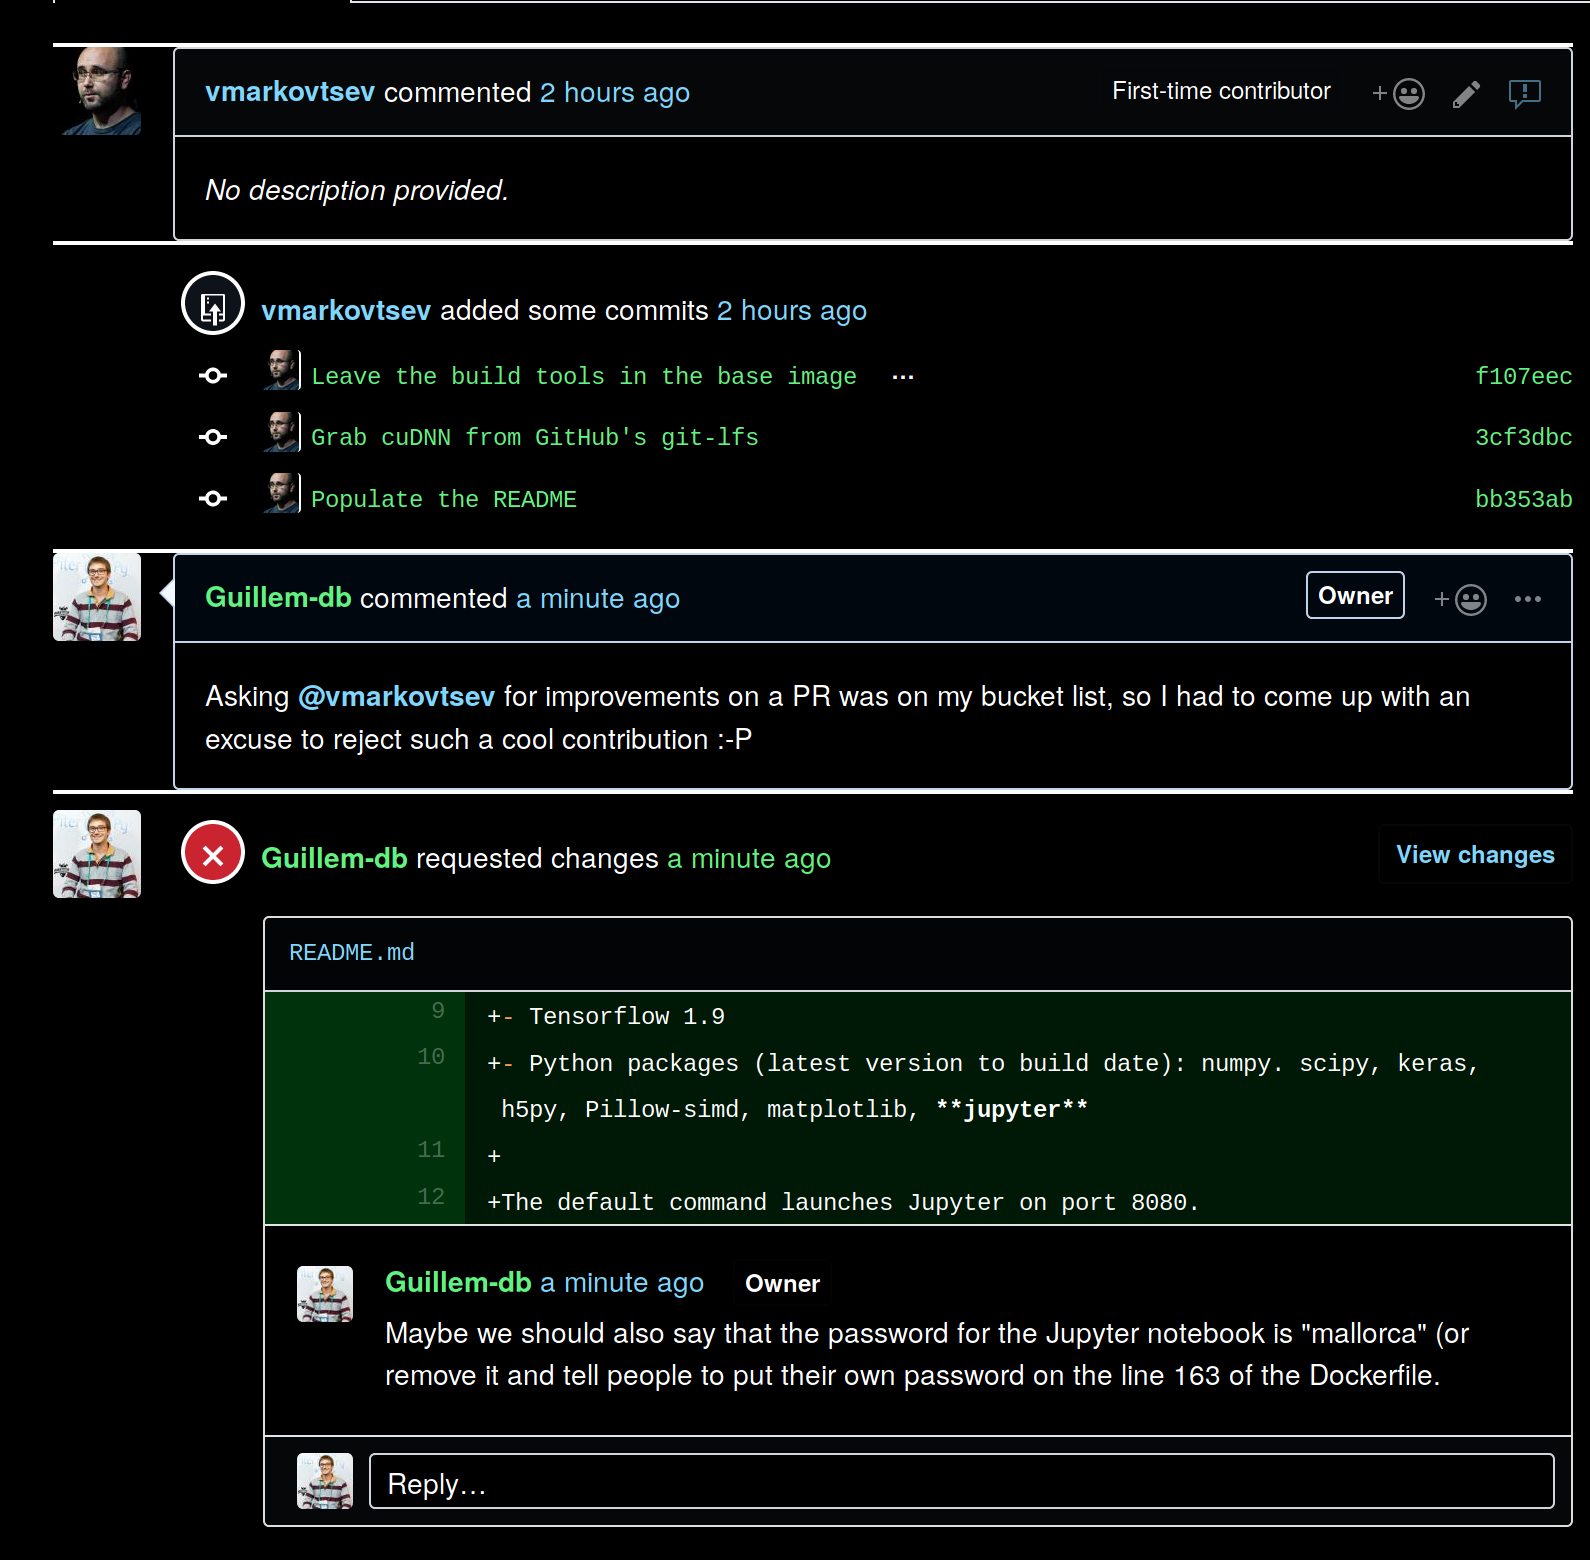 vmarkovtsev commented 2 hours ago First-time contributor
No description provided.
vmarkovtsev added some commits 2 hours ago
Leave the build tools in the base image ... f107eec
Grab cuDNN from GitHub's git-lfs 3cf3dbc
Populate the README bb353ab
Guillem-db commented a minute ago Owner
Asking @vmarkovtsev for improvements on a PR was on my bucket list, so I had to come up with an
excuse to reject such a cool contribution :-P
Guillem-db requested changes a minute ago View changes
README.md
9 +- Tensorflow 1.9
10 +- Python packages (latest version to build date): numpy. scipy, keras,
h5py, Pillow-simd, matplotlib, **jupyter**
11 +
12 +The default command launches Jupyter on port 8080.
Guillem-db a minute ago Owner
Maybe we should also say that the password for the Jupyter notebook is "mallorca" (or
remove it and tell people to put their own password on the line 163 of the Dockerfile.
Reply…